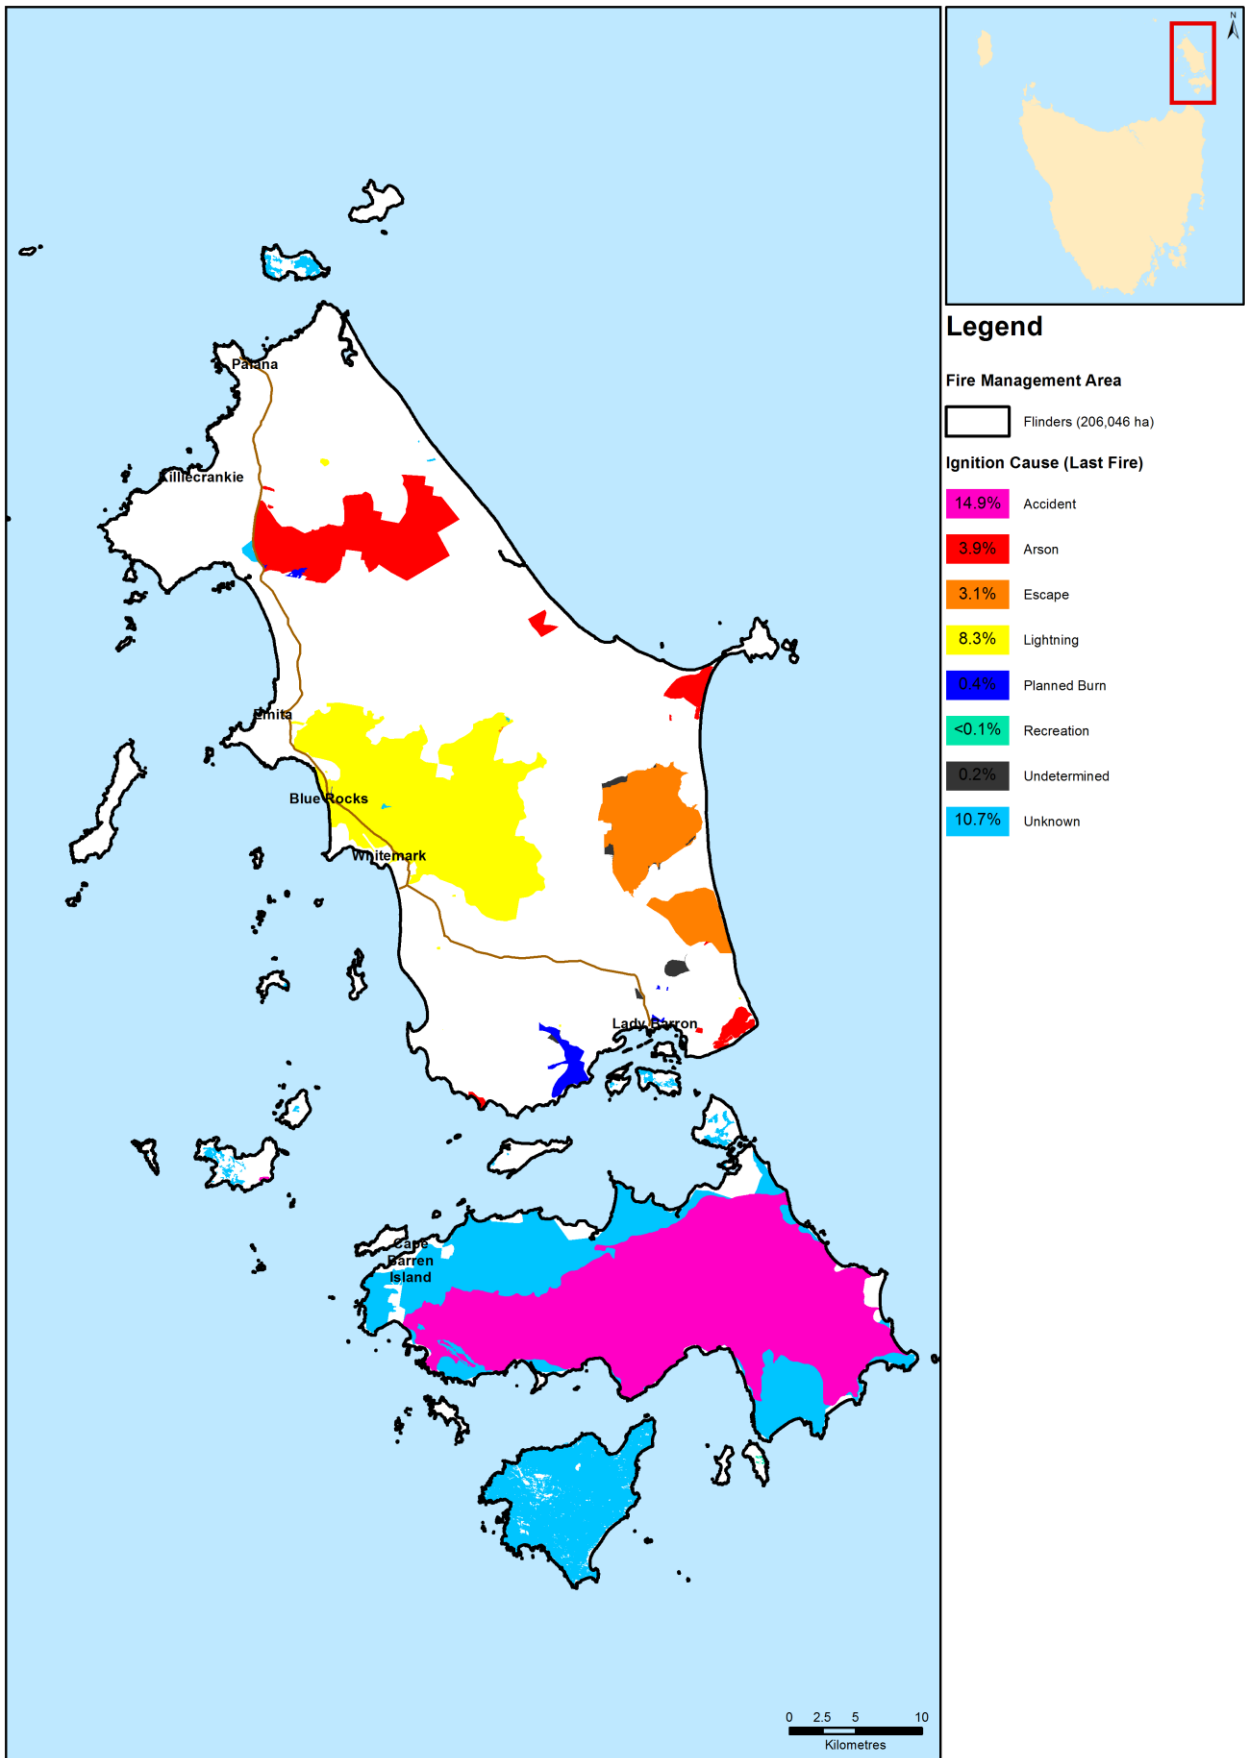 N
Palana
Killiecrankie
Emita
Blue Rocks
Whitemark
Lady Barron
Cape
Barren
Island
0 2.5 5 10
Kilometres
Legend
Fire Management Area
Flinders (206,046 ha)
Ignition Cause (Last Fire)
14.9% Accident
3.9% Arson
3.1% Escape
8.3% Lightning
0.4% Planned Burn
<0.1% Recreation
0.2% Undetermined
10.7% Unknown